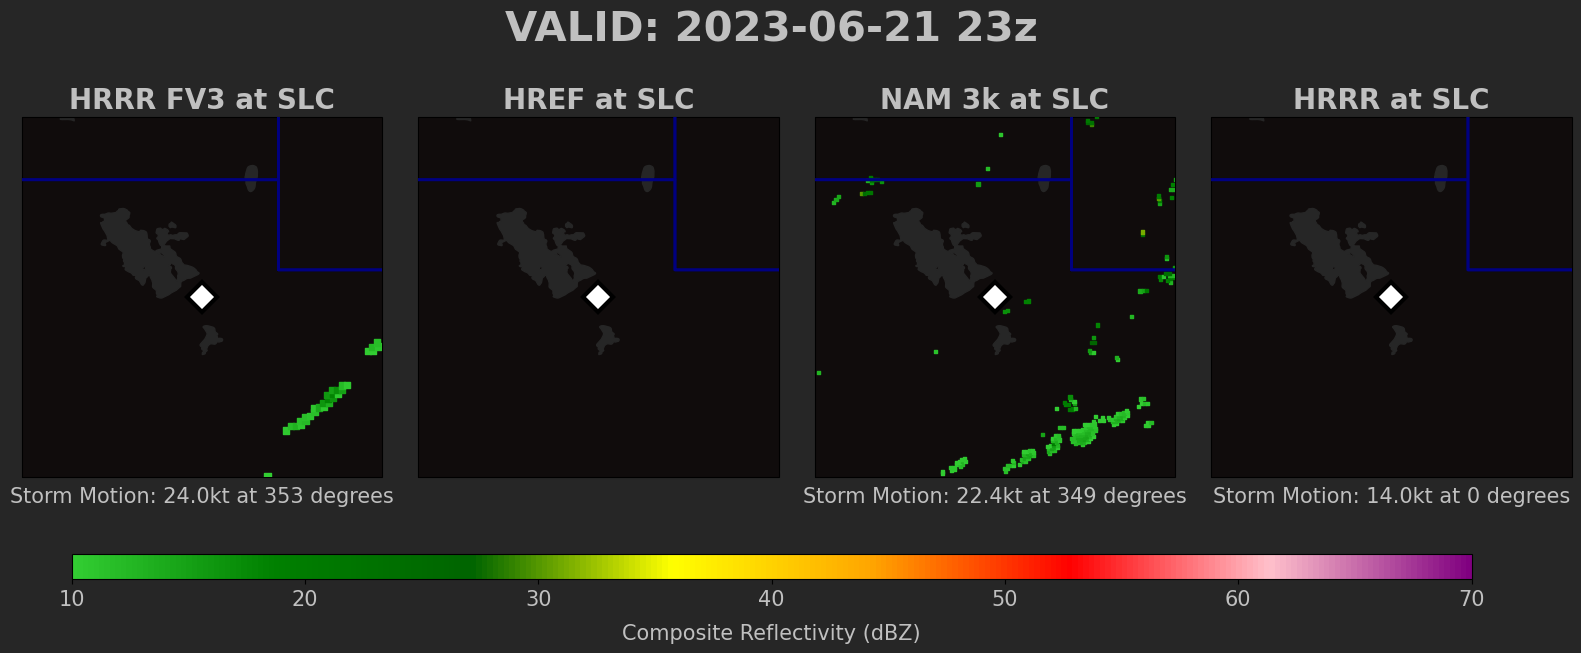 VALID: 2023-06-21 23z
HRRR FV3 at SLC
HREF at SLC
NAM 3k at SLC
HRRR at SLC
Storm Motion: 24.0kt at 353 degrees
Storm Motion: 22.4kt at 349 degrees
Storm Motion: 14.0kt at 0 degrees
10 20 30 40 50 60 70
Composite Reflectivity (dBZ)